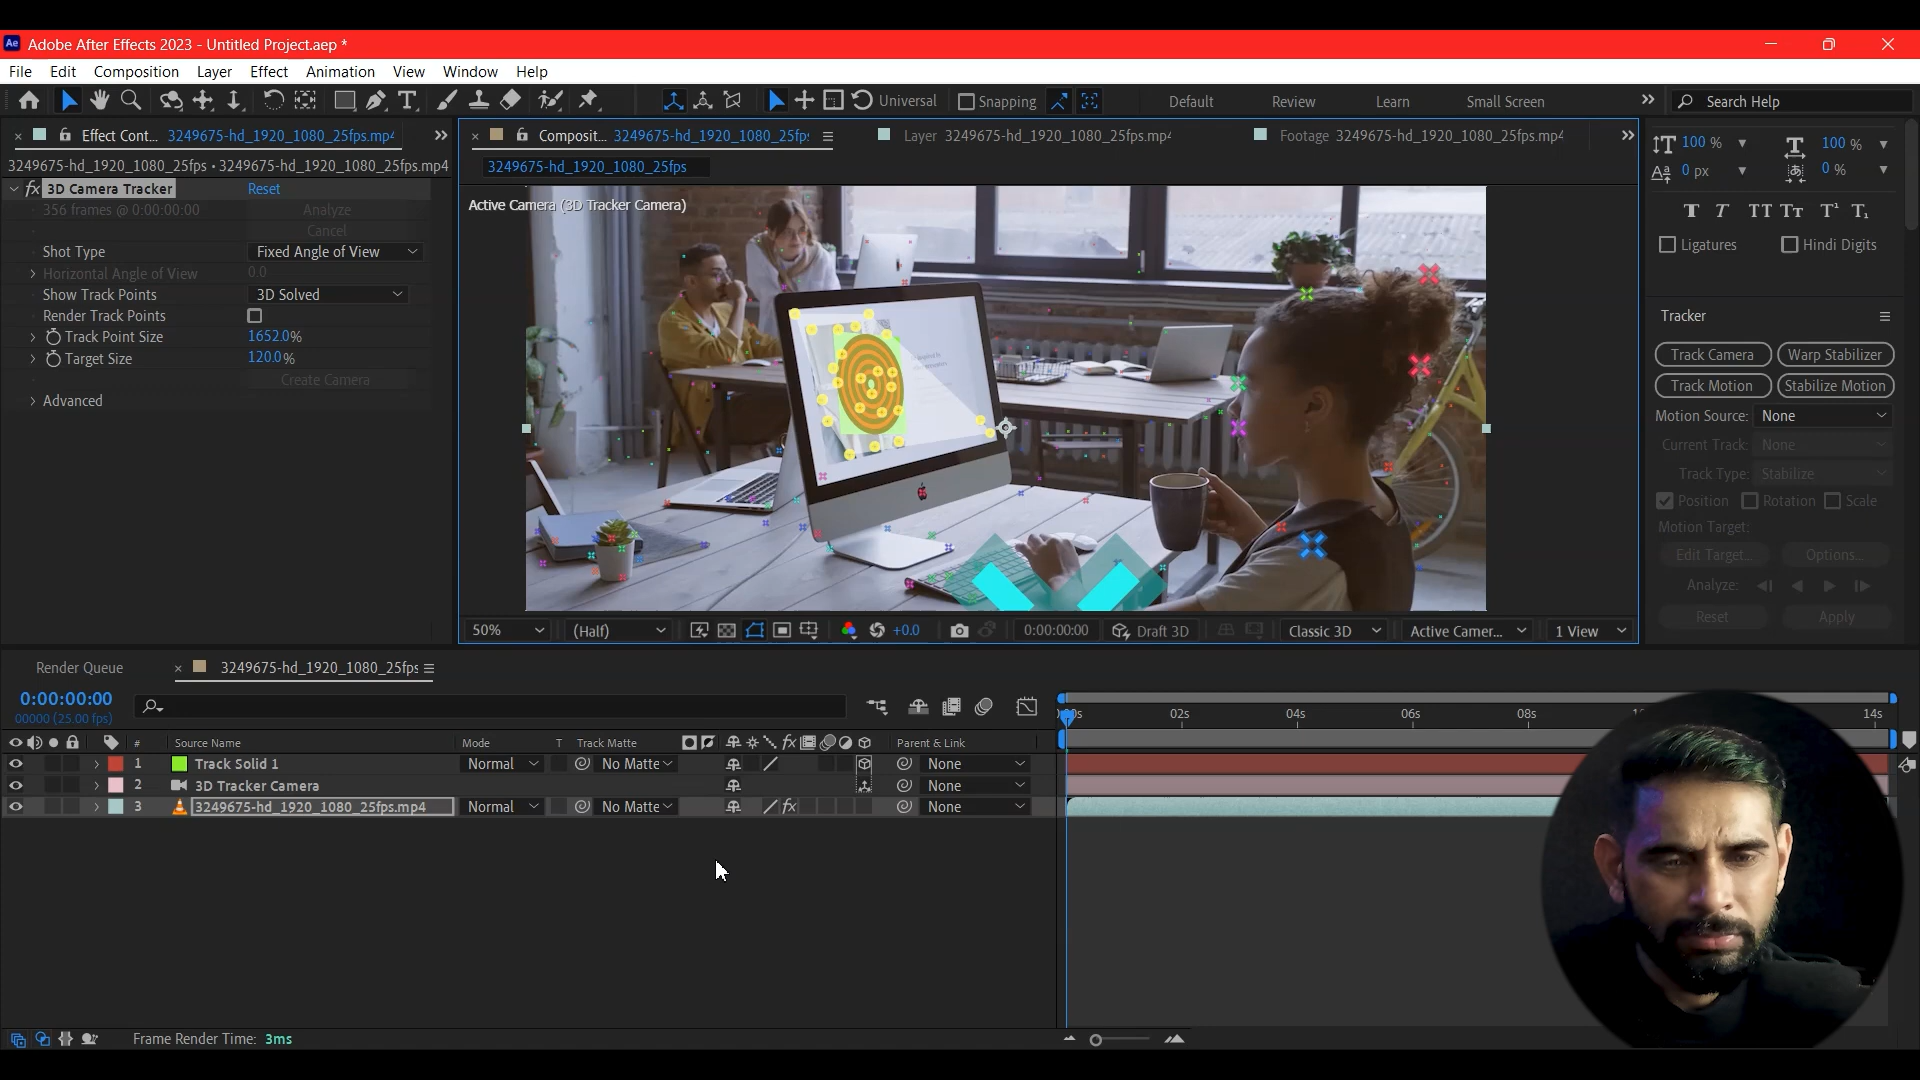 Ae Adobe After Effects 2023 - Untitled Project.aep *
File Edit Composition Layer Effect Animation View Window Help
Universal Snapping Default Review Learn Small Screen Search Help
Effect Cont... 3249675-hd_1920_1080_25fps.mp4
Composit... 3249675-hd_1920_1080_25fps
Layer 3249675-hd_1920_1080_25fps.mp4
Footage 3249675-hd_1920_1080_25fps.mp4
3249675-hd_1920_1080_25fps • 3249675-hd_1920_1080_25fps.mp4
3249675-hd_1920_1080_25fps
fx 3D Camera Tracker Reset
356 frames @ 0:00:00:00 Analyze
Cancel
Shot Type Fixed Angle of View
Horizontal Angle of View 0.0
Show Track Points 3D Solved
Render Track Points
Track Point Size 1652.0%
Target Size 120.0%
Create Camera
Advanced
Active Camera (3D Tracker Camera)
50% (Half) +0.0 0:00:00:00 Draft 3D Classic 3D Active Camer... 1 View
100 % 100 %
0 px 0 %
T T TT Tt T¹ T₁
Ligatures Hindi Digits
Tracker
Track Camera Warp Stabilizer
Track Motion Stabilize Motion
Motion Source: None
Current Track: None
Track Type: Stabilize
Position Rotation Scale
Motion Target:
Edit Target... Options...
Analyze:
Reset Apply
Render Queue 3249675-hd_1920_1080_25fps
0:00:00:00
00000 (25.00 fps)
02s 04s 06s 08s 14s
# Source Name Mode T Track Matte fx Parent & Link
1 Track Solid 1 Normal No Matte None
2 3D Tracker Camera None
3 3249675-hd_1920_1080_25fps.mp4 Normal No Matte fx None
Frame Render Time: 3ms